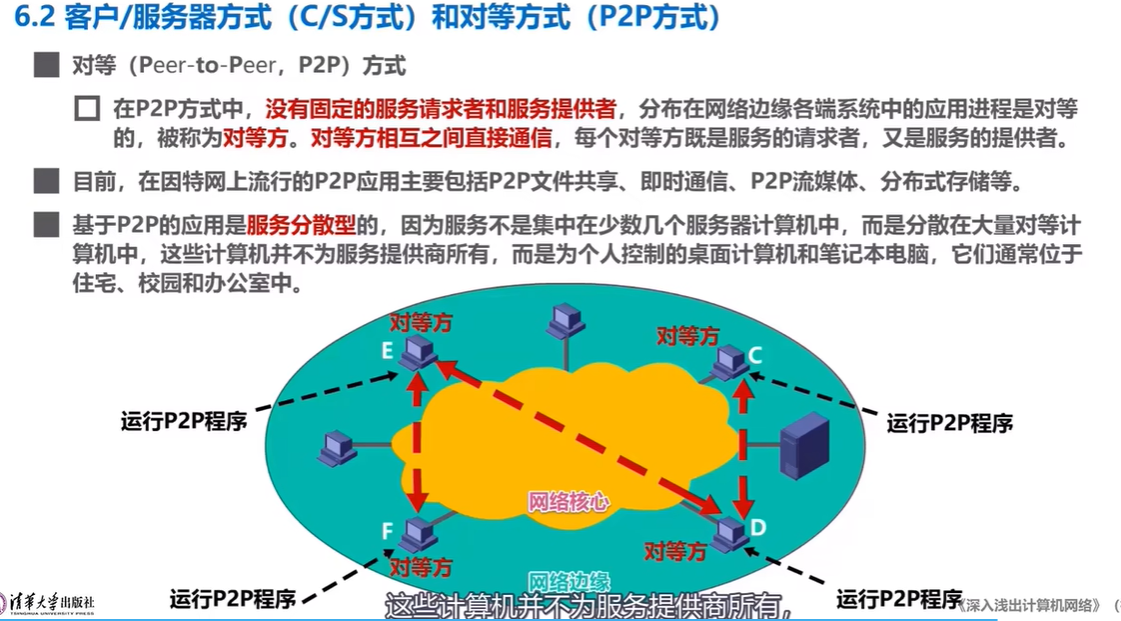 6.2 客户/服务器方式（C/S方式）和对等方式（P2P方式）
对等（Peer-to-Peer，P2P）方式
在P2P方式中，没有固定的服务请求者和服务提供者，分布在网络边缘各端系统中的应用进程是对等
的，被称为对等方。对等方相互之间直接通信，每个对等方既是服务的请求者，又是服务的提供者。
目前，在因特网上流行的P2P应用主要包括P2P文件共享、即时通信、P2P流媒体、分布式存储等。
基于P2P的应用是服务分散型的，因为服务不是集中在少数几个服务器计算机中，而是分散在大量对等计
算机中，这些计算机并不为服务提供商所有，而是为个人控制的桌面计算机和笔记本电脑，它们通常位于
住宅、校园和办公室中。
对等方
E
对等方
C
运行P2P程序
运行P2P程序
网络核心
F
对等方
D
对等方
网络边缘
运行P2P程序
运行P2P程序
清华大学出版社
TSINGHUA UNIVERSITY PRESS
这些计算机并不为服务提供商所有，
《深入浅出计算机网络》（